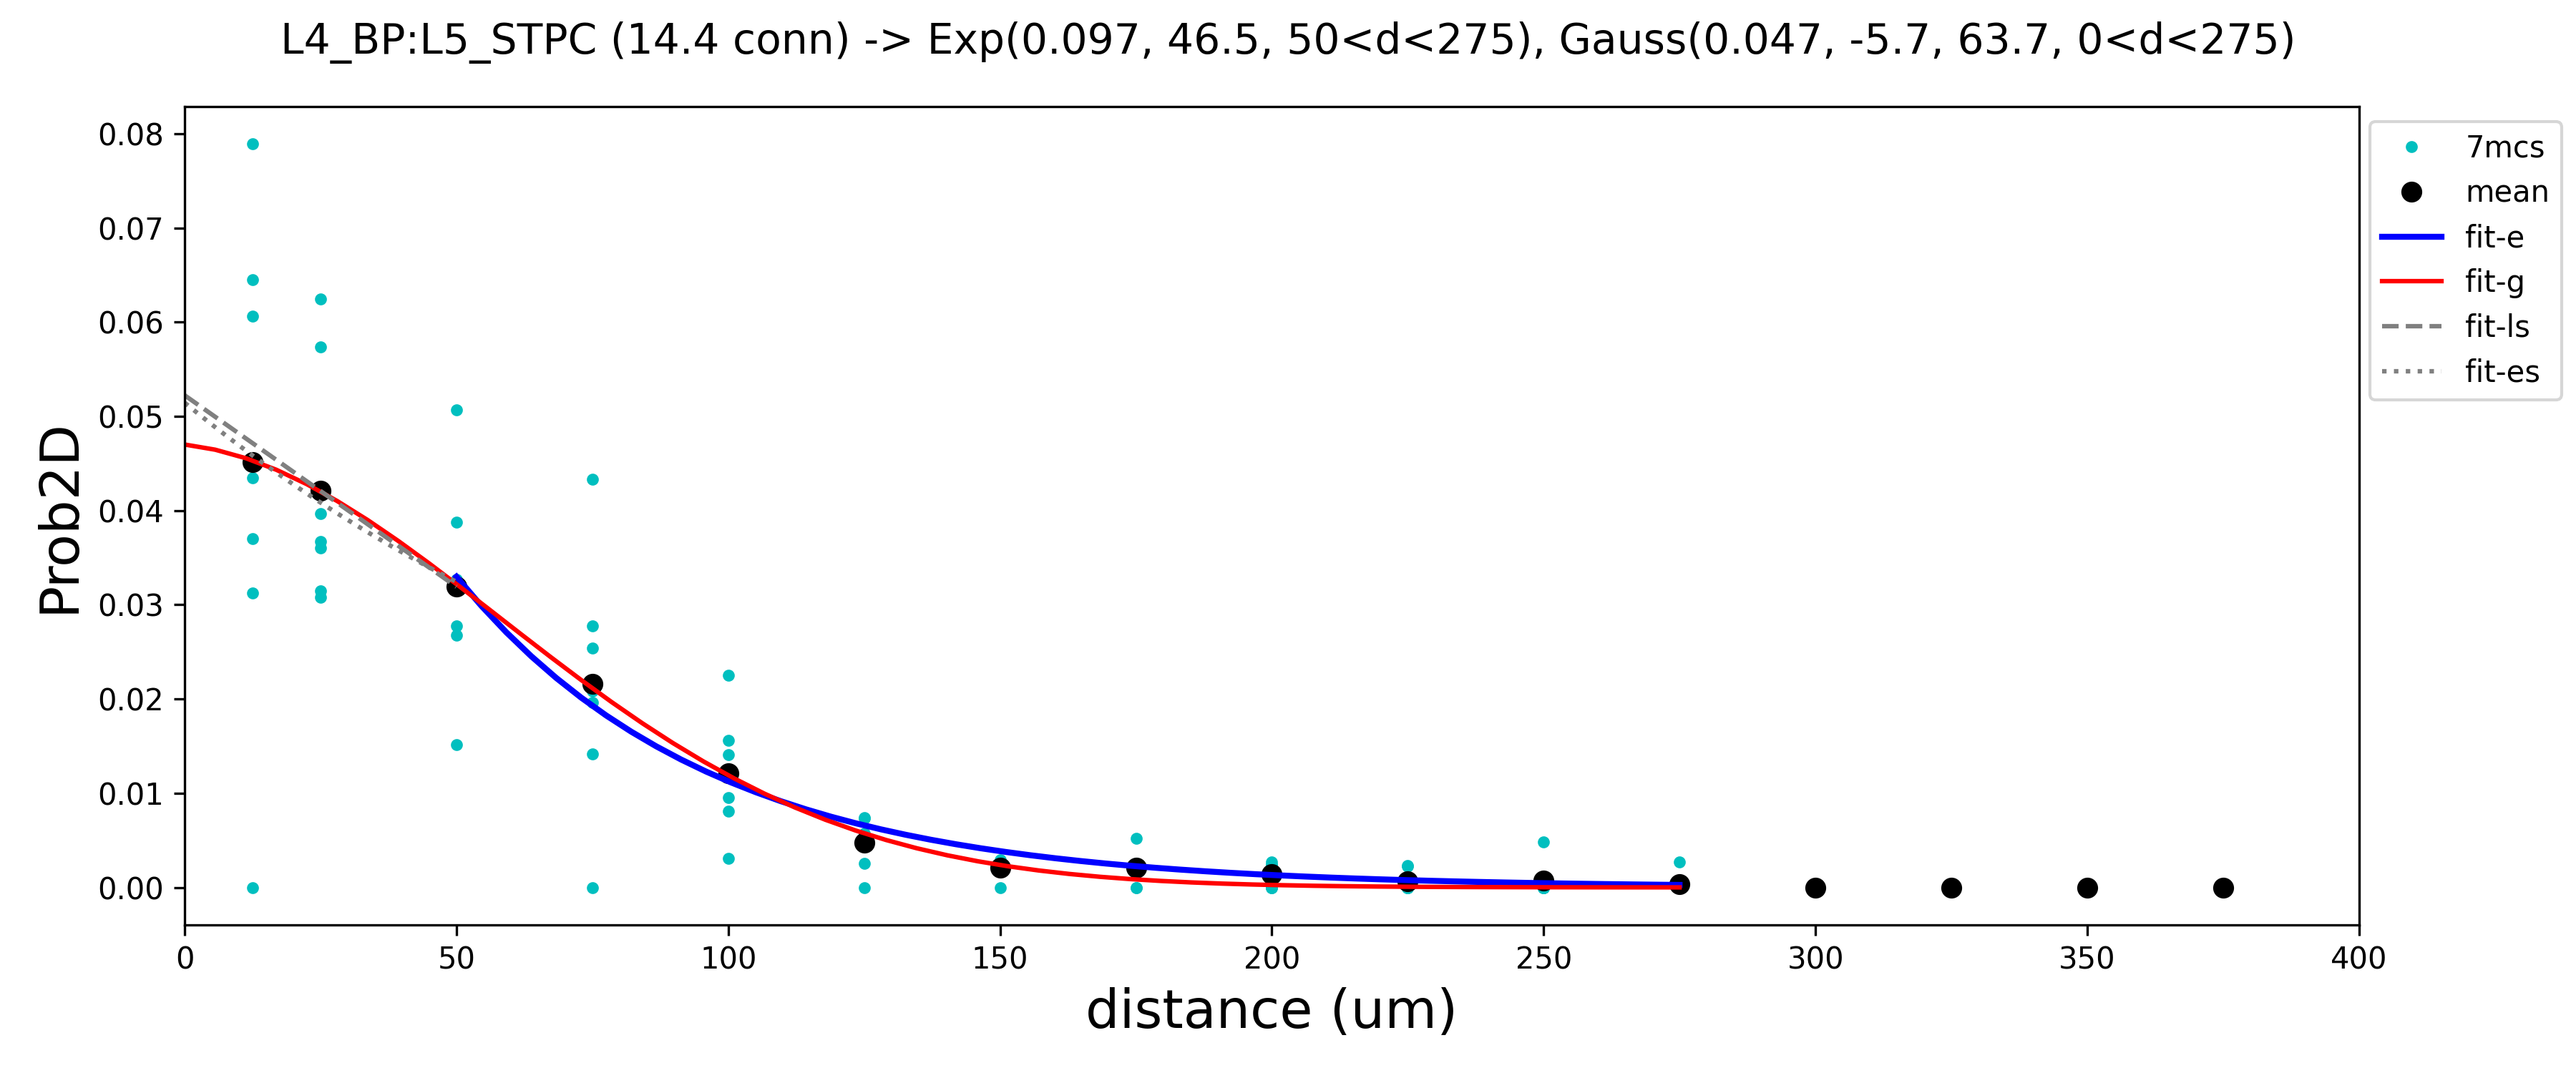 L4_BP:L5_STPC (14.4 conn) -> Exp(0.097, 46.5, 50<d<275), Gauss(0.047, -5.7, 63.7, 0<d<275)
0.08
0.07
0.06
0.05
0.04
0.03
0.02
0.01
0.00
Prob2D
0 50 100 150 200 250 300 350 400
distance (um)
7mcs
mean
fit-e
fit-g
fit-ls
fit-es